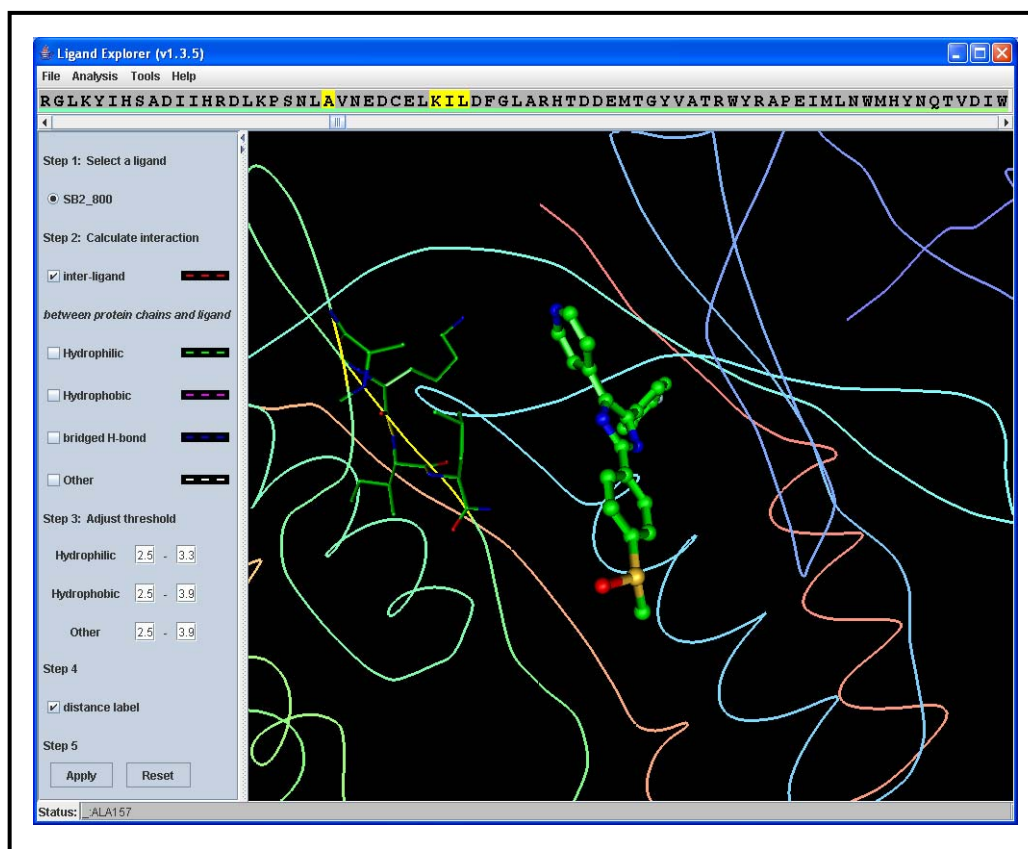 Ligand Explorer (v1.3.5)
File Analysis Tools Help
RGLKYIHSADIIHRDLKPSNLAVNEDCELKILDFGLARHTDDEMTGYVATRWYRAPEIMLNWMHYNQTVDIW
Step 1: Select a ligand
SB2_800
Step 2: Calculate interaction
inter-ligand
between protein chains and ligand
Hydrophilic
Hydrophobic
bridged H-bond
Other
Step 3: Adjust threshold
Hydrophilic 2.5 - 3.3
Hydrophobic 2.5 - 3.9
Other 2.5 - 3.9
Step 4
distance label
Step 5
Apply Reset
Status: _:ALA157